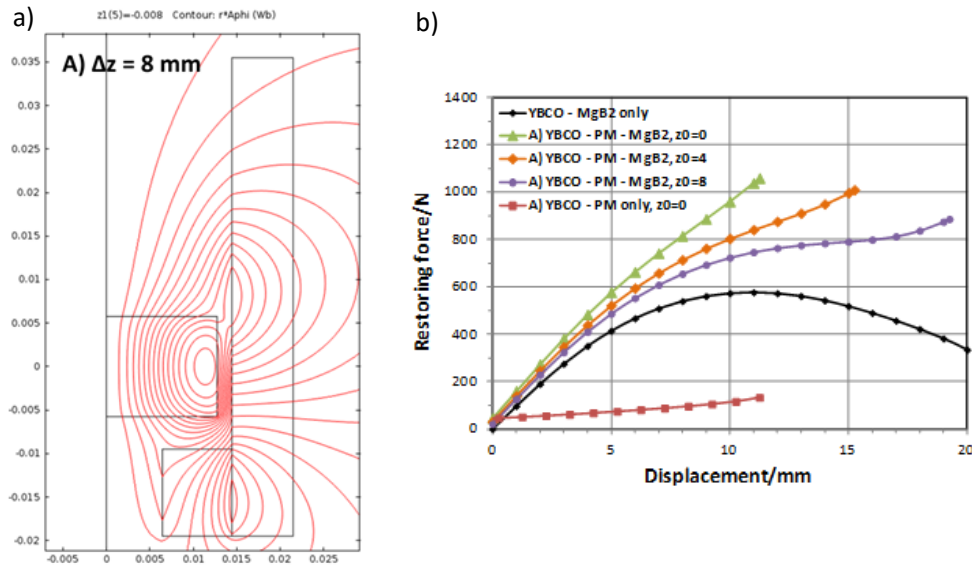 a)
z1(5)=-0.008 Contour: r*Aphi (Wb)
A) Δz = 8 mm
0.035
0.03
0.025
0.02
0.015
0.01
0.005
0
-0.005
-0.01
-0.015
-0.02
-0.005 0 0.005 0.01 0.015 0.02 0.025
b)
1400
1200
1000
800
600
400
200
0
Restoring force/N
YBCO - MgB2 only
A) YBCO - PM - MgB2, z0=0
A) YBCO - PM - MgB2, z0=4
A) YBCO - PM - MgB2, z0=8
A) YBCO - PM only, z0=0
0 5 10 15 20
Displacement/mm